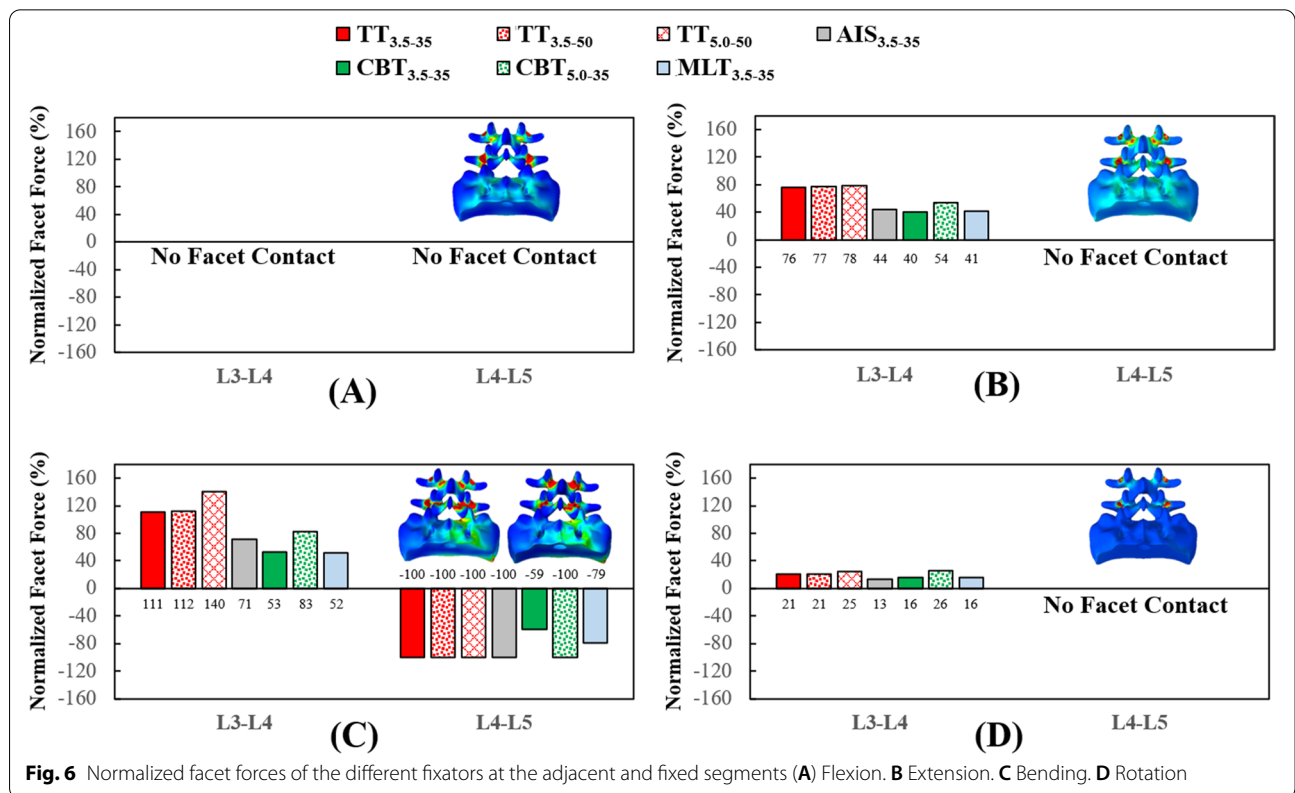 TT3.5-35 TT3.5-50 TT5.0-50 AIS3.5-35
CBT3.5-35 CBT5.0-35 MLT3.5-35
Normalized Facet Force (%)
160
120
80
40
0
-40
-80
-120
-160
No Facet Contact No Facet Contact
L3-L4 L4-L5
(A)
Normalized Facet Force (%)
160
120
80
40
0
-40
-80
-120
-160
76 77 78 44 40 54 41
No Facet Contact
L3-L4 L4-L5
(B)
Normalized Facet Force (%)
160
120
80
40
0
-40
-80
-120
-160
111 112 140 71 53 83 52
-100 -100 -100 -100 -59 -100 -79
L3-L4 L4-L5
(C)
Normalized Facet Force (%)
160
120
80
40
0
-40
-80
-120
-160
21 21 25 13 16 26 16
No Facet Contact
L3-L4 L4-L5
(D)
Fig. 6 Normalized facet forces of the different fixators at the adjacent and fixed segments (A) Flexion. B Extension. C Bending. D Rotation